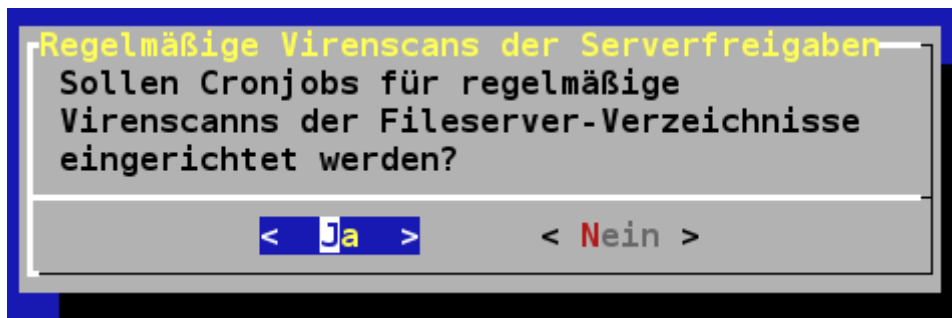 Regelmäßige Virenscans der Serverfreigaben
Sollen Cronjobs für regelmäßige
Virenscanns der Fileserver-Verzeichnisse
eingerichtet werden?
< Ja > < Nein >